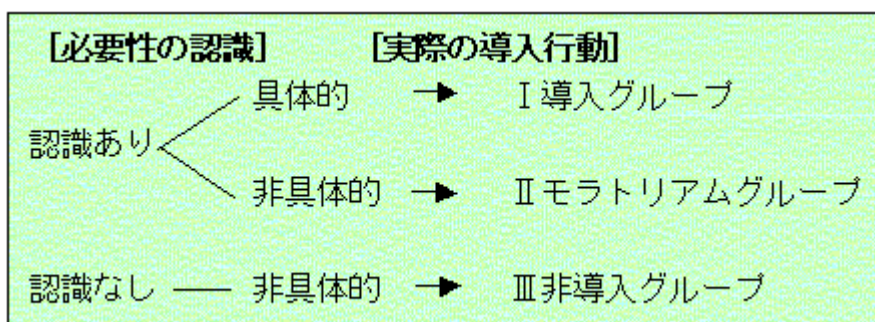 [必要性の認識] [実際の導入行動]
具体的 → Ⅰ導入グループ
認識あり
非具体的 → Ⅱモラトリアムグループ
認識なし ── 非具体的 → Ⅲ非導入グループ